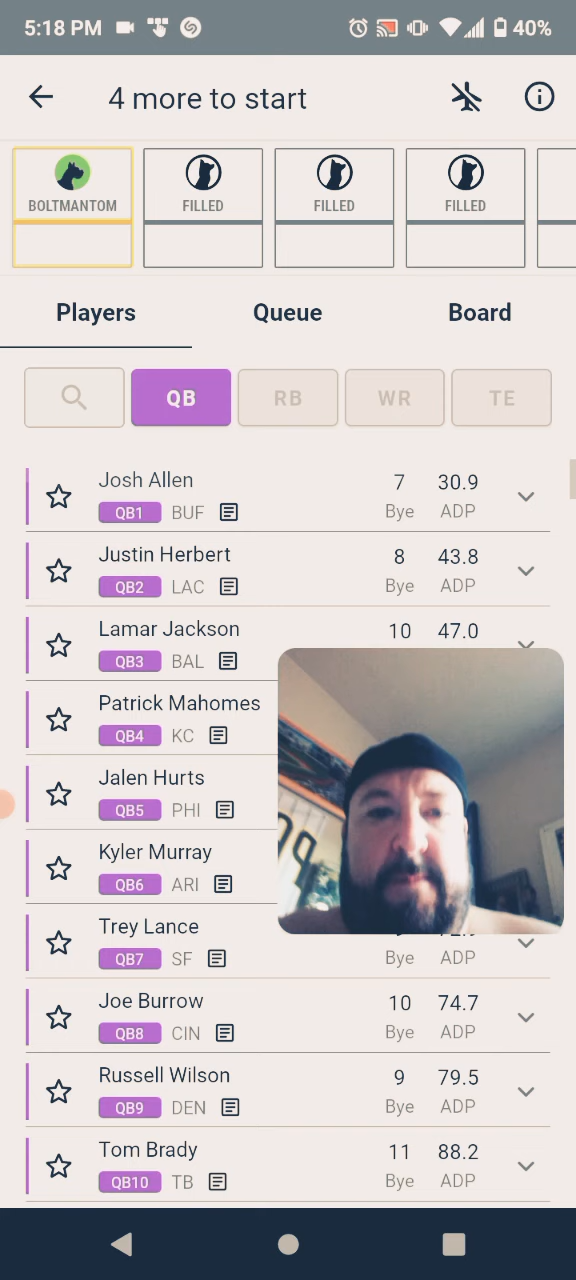 5:18 PM 40%
4 more to start
BOLTMANTOM FILLED FILLED FILLED
Players Queue Board
QB RB WR TE
Josh Allen 7 30.9
QB1 BUF Bye ADP
Justin Herbert 8 43.8
QB2 LAC Bye ADP
Lamar Jackson 10 47.0
QB3 BAL
Patrick Mahomes
QB4 KC
Jalen Hurts
QB5 PHI
Kyler Murray
QB6 ARI
Trey Lance
QB7 SF Bye ADP
Joe Burrow 10 74.7
QB8 CIN Bye ADP
Russell Wilson 9 79.5
QB9 DEN Bye ADP
Tom Brady 11 88.2
QB10 TB Bye ADP